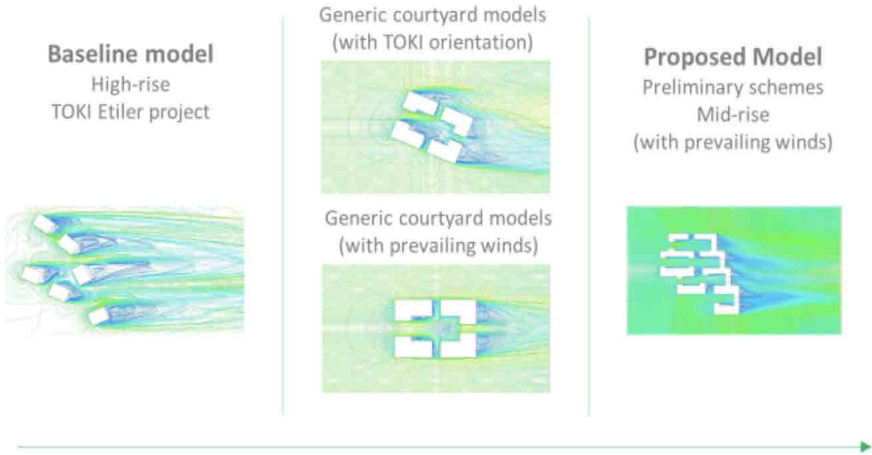 Baseline model
High-rise
TOKI Etiler project
Generic courtyard models
(with TOKI orientation)
Generic courtyard models
(with prevailing winds)
Proposed Model
Preliminary schemes
Mid-rise
(with prevailing winds)